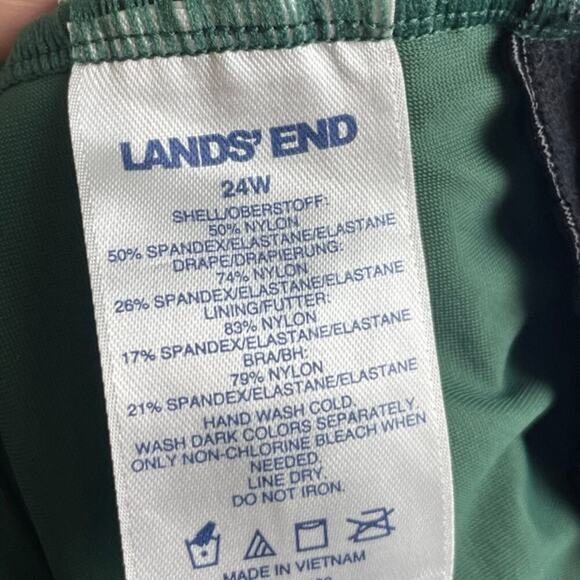 LANDS' END
24W
SHELL/OBERSTOFF:
50% NYLON
50% SPANDEX/ELASTANE/ELASTANE
DRAPE/DRAPIERUNG:
74% NYLON
26% SPANDEX/ELASTANE/ELASTANE
LINING/FUTTER:
83% NYLON
17% SPANDEX/ELASTANE/ELASTANE
BRA/BH:
79% NYLON
21% SPANDEX/ELASTANE/ELASTANE
HAND WASH COLD.
WASH DARK COLORS SEPARATELY.
ONLY NON-CHLORINE BLEACH WHEN
NEEDED.
LINE DRY.
DO NOT IRON.
MADE IN VIETNAM